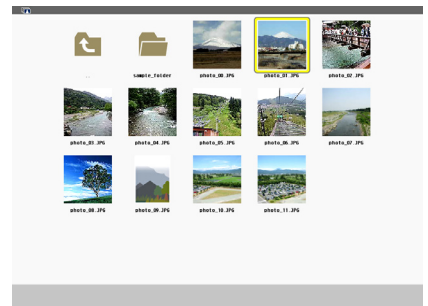 ..
sample_folder
photo_00.JPG
photo_01.JPG
photo_02.JPG
photo_03.JPG
photo_04.JPG
photo_05.JPG
photo_06.JPG
photo_07.JPG
photo_08.JPG
photo_09.JPG
photo_10.JPG
photo_11.JPG